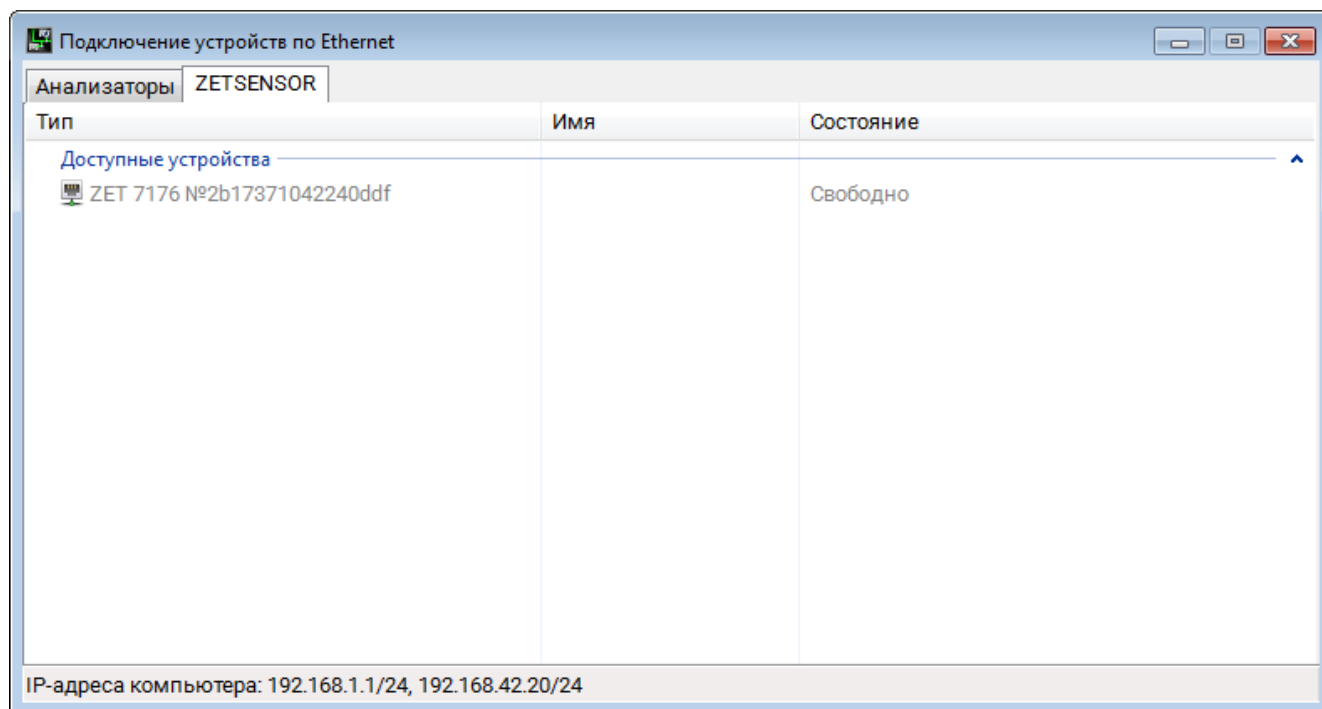 Подключение устройств по Ethernet
Анализаторы ZETSENSOR
Тип Имя Состояние
Доступные устройства
ZET 7176 №2b17371042240ddf Свободно
IP-адреса компьютера: 192.168.1.1/24, 192.168.42.20/24